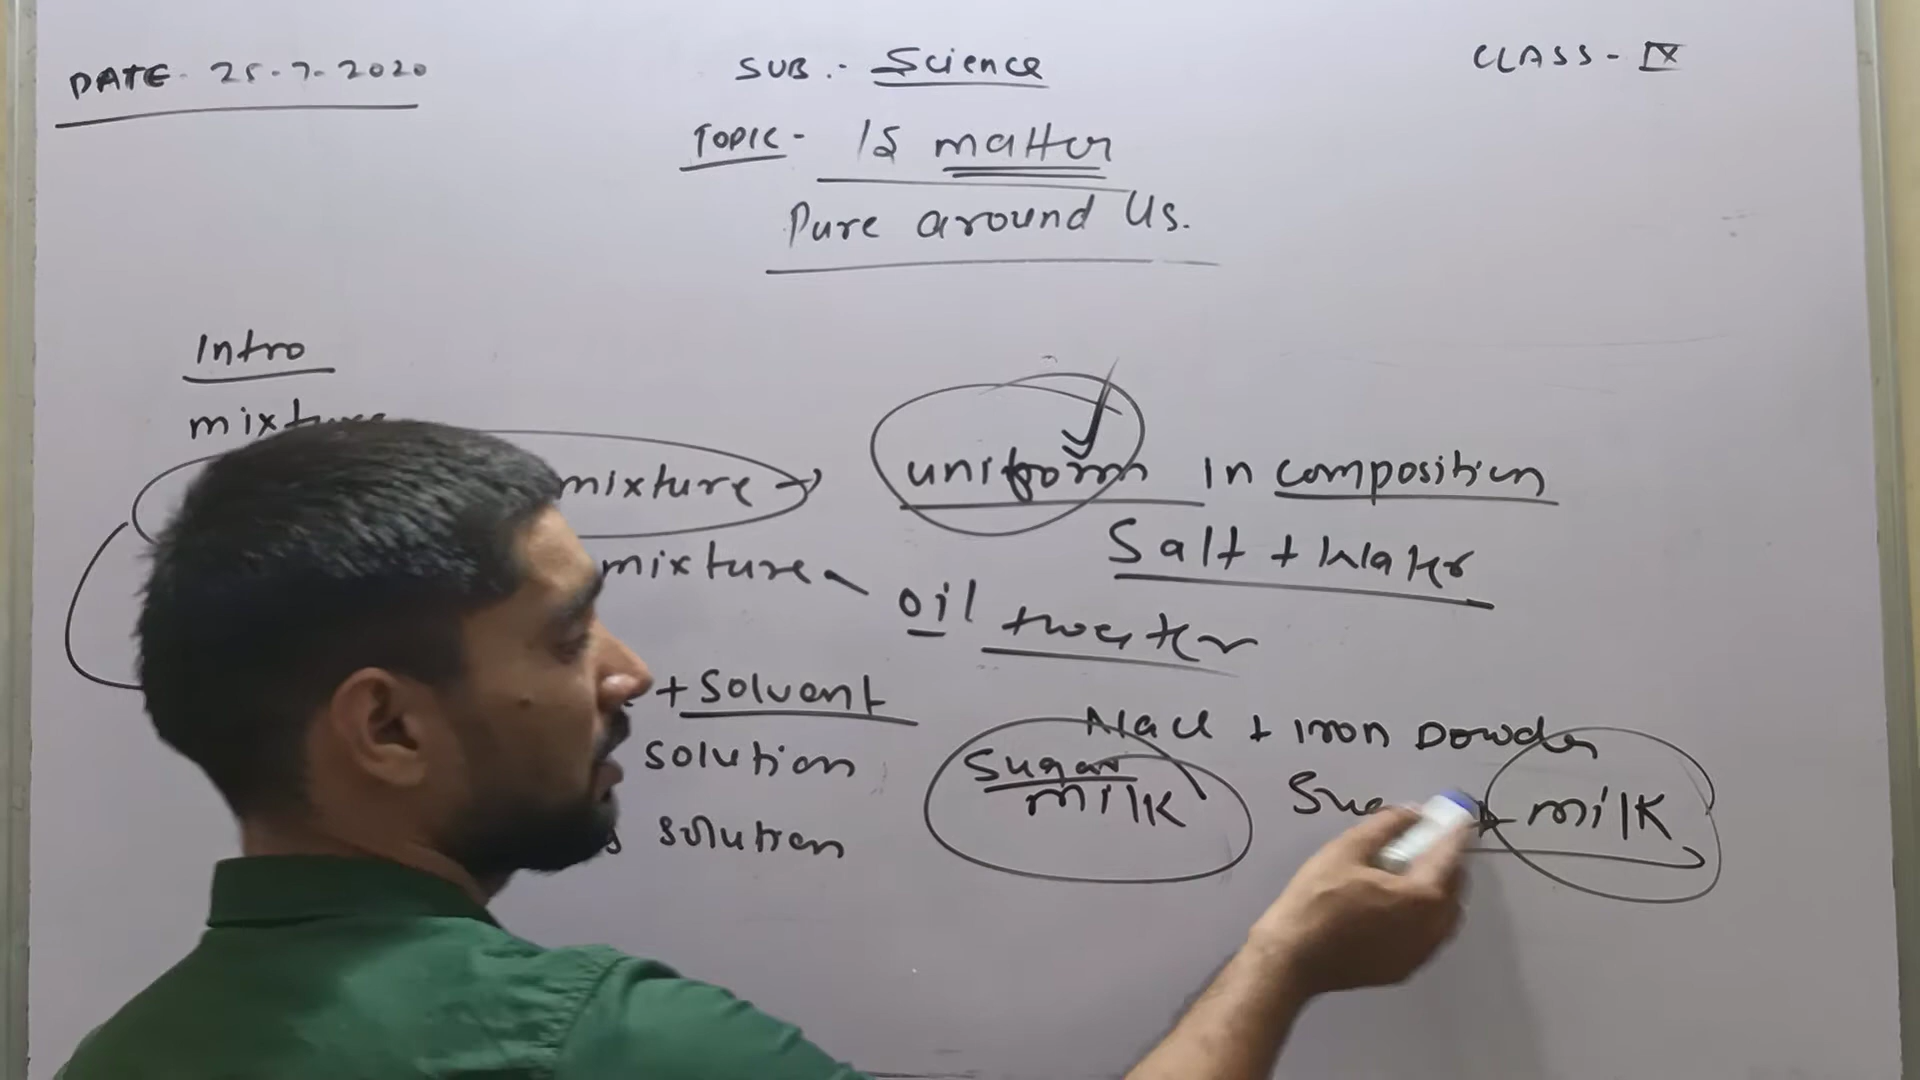 DATE - 25-7-2020
SUB.- Science
CLASS - IX
TOPIC - Is matter
Pure around Us.
Intro
mixture
mixture → uniform in composition
Salt + Water
mixture - oil + water
+ Solvent
NaCl + Iron Powder
solution
Sugar
milk
+ milk
solution